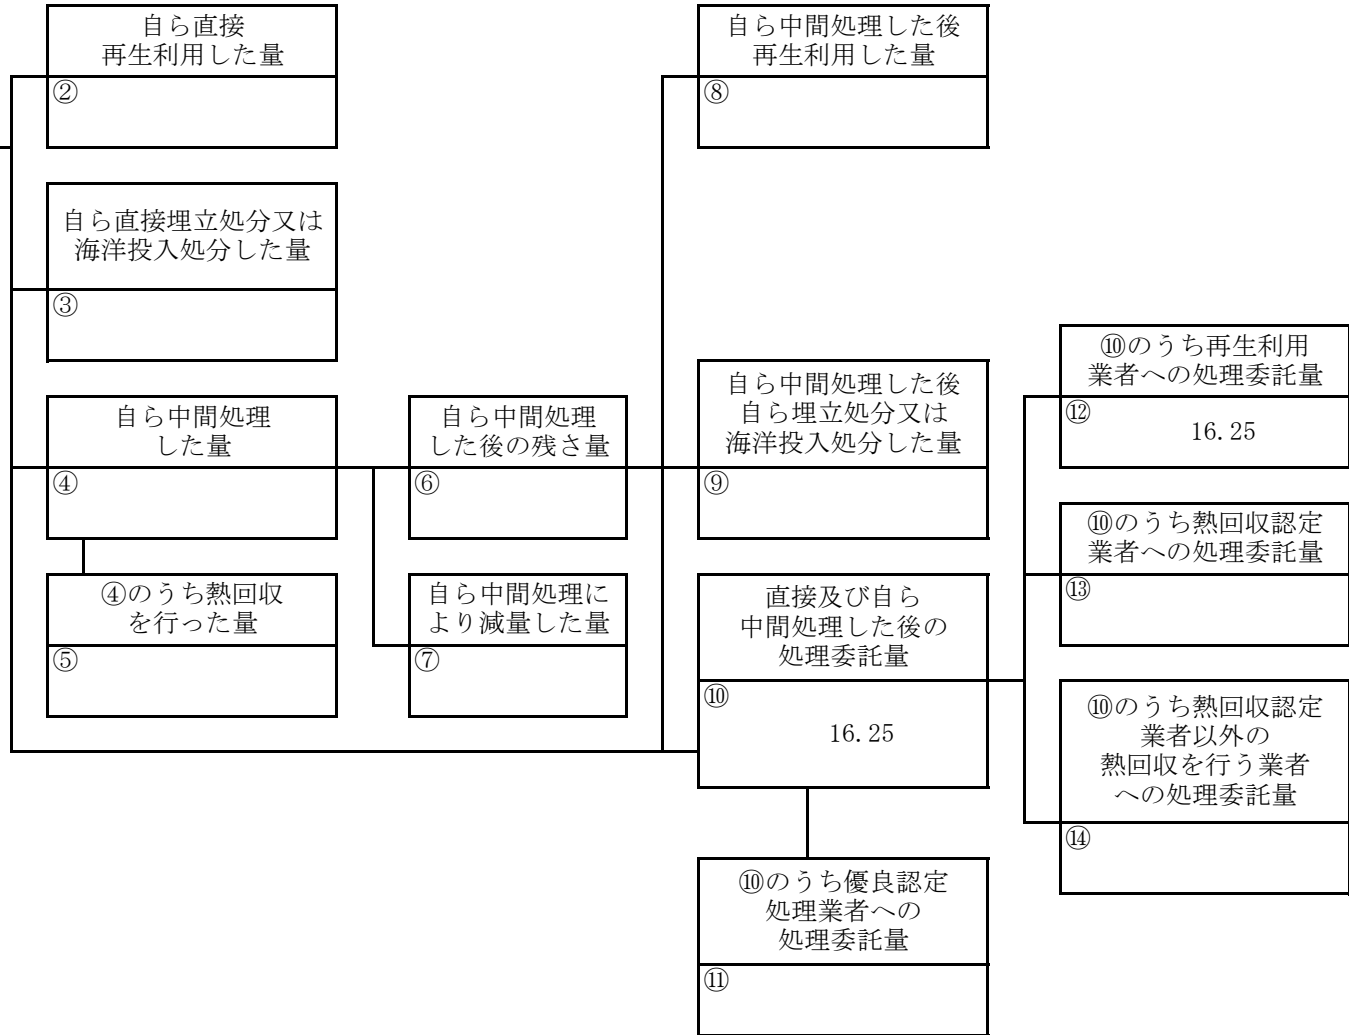 自ら直接
再生利用した量
②
自ら直接埋立処分又は
海洋投入処分した量
③
自ら中間処理
した量
④
④のうち熱回収
を行った量
⑤
自ら中間処理
した後の残さ量
⑥
自ら中間処理に
より減量した量
⑦
自ら中間処理した後
再生利用した量
⑧
自ら中間処理した後
自ら埋立処分又は
海洋投入処分した量
⑨
直接及び自ら
中間処理した後の
処理委託量
⑩
16.25
⑩のうち優良認定
処理業者への
処理委託量
⑪
⑩のうち再生利用
業者への処理委託量
⑫
16.25
⑩のうち熱回収認定
業者への処理委託量
⑬
⑩のうち熱回収認定
業者以外の
熱回収を行う業者
への処理委託量
⑭